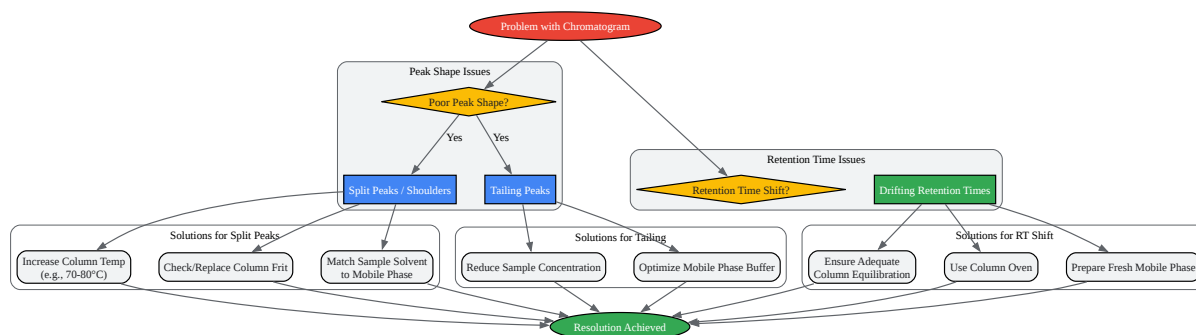 Problem with Chromatogram
Peak Shape Issues
Poor Peak Shape?
Yes
Yes
Retention Time Issues
Split Peaks / Shoulders
Tailing Peaks
Retention Time Shift?
Drifting Retention Times
Solutions for Split Peaks
Solutions for Tailing
Solutions for RT Shift
Increase Column Temp
(e.g., 70-80°C)
Check/Replace Column Frit
Match Sample Solvent
to Mobile Phase
Reduce Sample Concentration
Optimize Mobile Phase Buffer
Ensure Adequate
Column Equilibration
Use Column Oven
Prepare Fresh Mobile Phase
Resolution Achieved